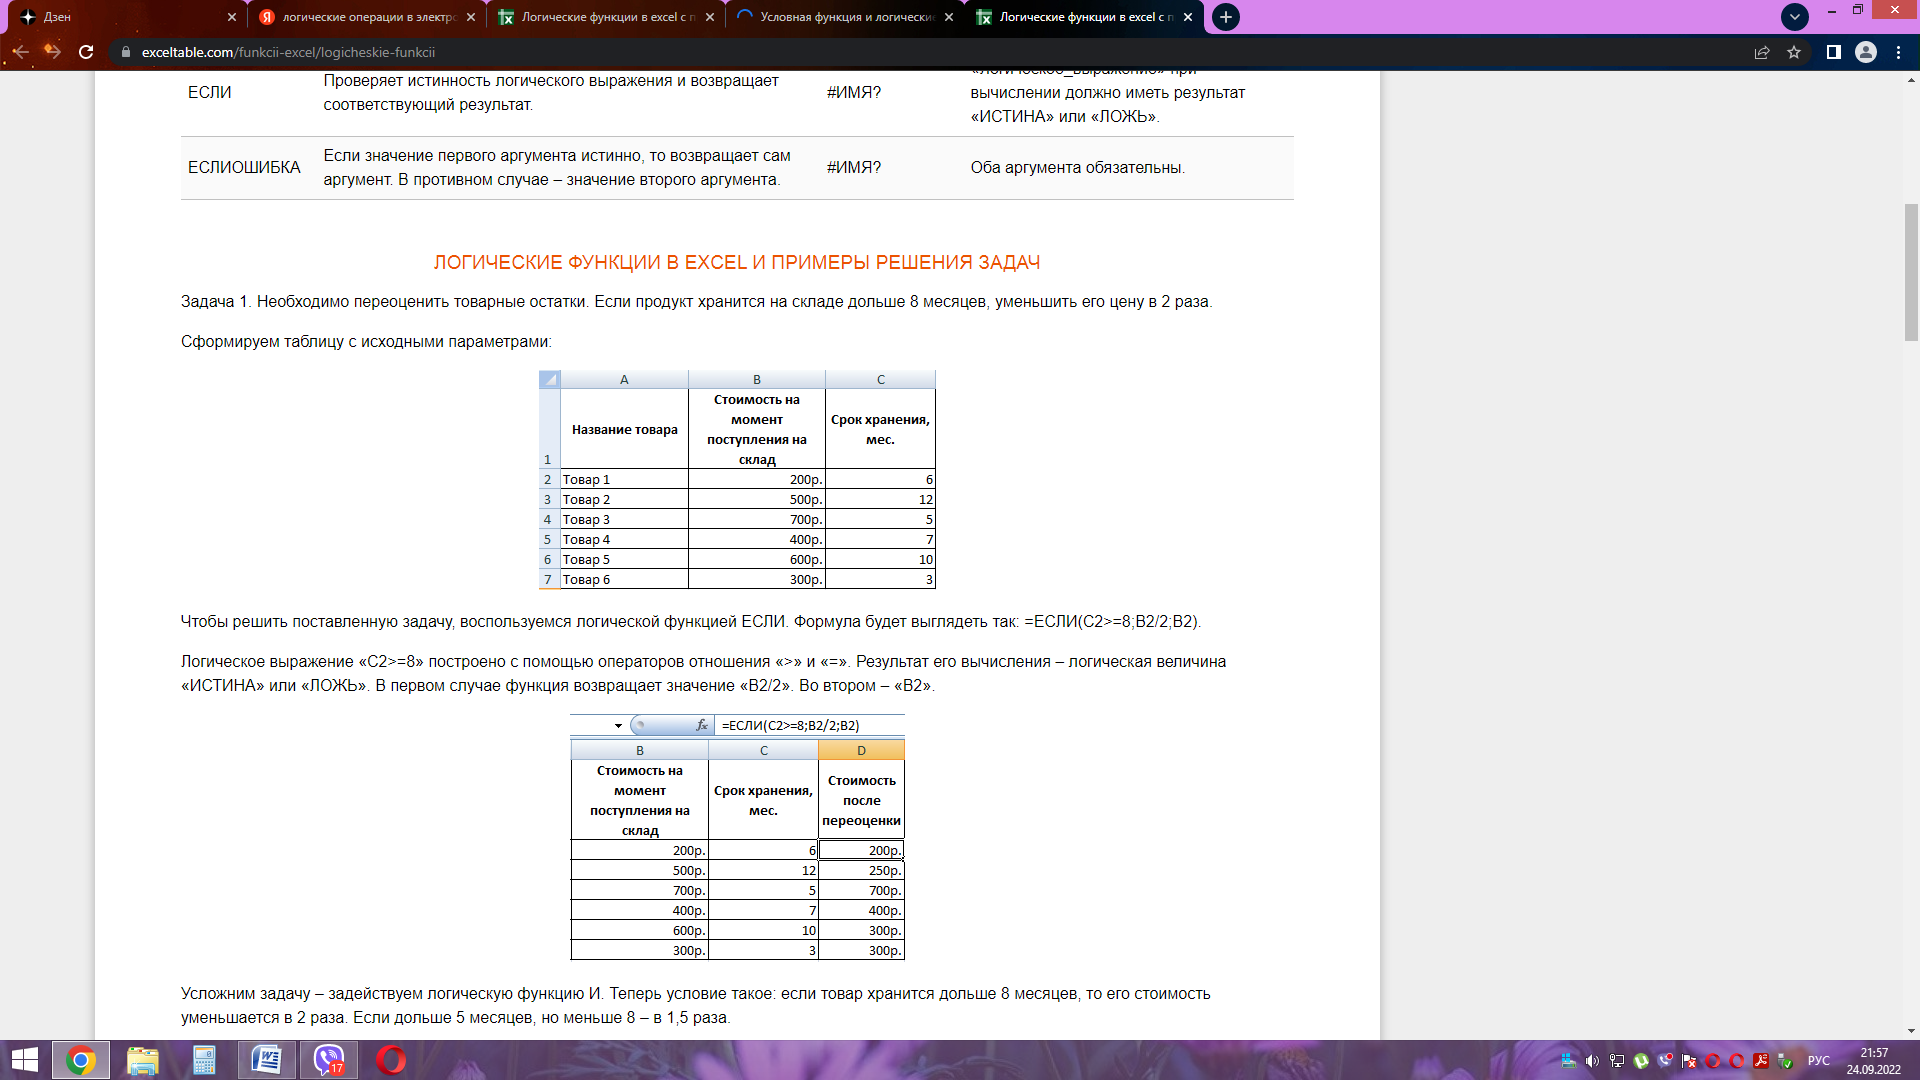 Дзен
логические операции в электро
Логические функции в excel с п
Условная функция и логические
Логические функции в excel с п
exceltable.com/funkcii-excel/logicheskie-funkcii
ЕСЛИ
Проверяет истинность логического выражения и возвращает
соответствующий результат.
#ИМЯ?
«Логическое_выражение» при
вычислении должно иметь результат
«ИСТИНА» или «ЛОЖЬ».
ЕСЛИОШИБКА
Если значение первого аргумента истинно, то возвращает сам
аргумент. В противном случае – значение второго аргумента.
#ИМЯ?
Оба аргумента обязательны.
ЛОГИЧЕСКИЕ ФУНКЦИИ В EXCEL И ПРИМЕРЫ РЕШЕНИЯ ЗАДАЧ
Задача 1. Необходимо переоценить товарные остатки. Если продукт хранится на складе дольше 8 месяцев, уменьшить его цену в 2 раза.
Сформируем таблицу с исходными параметрами:
A B C
1 Название товара Стоимость на момент поступления на склад Срок хранения, мес.
2 Товар 1 200р. 6
3 Товар 2 500р. 12
4 Товар 3 700р. 5
5 Товар 4 400р. 7
6 Товар 5 600р. 10
7 Товар 6 300р. 3
Чтобы решить поставленную задачу, воспользуемся логической функцией ЕСЛИ. Формула будет выглядеть так: =ЕСЛИ(C2>=8;B2/2;B2).
Логическое выражение «C2>=8» построено с помощью операторов отношения «>» и «=». Результат его вычисления – логическая величина
«ИСТИНА» или «ЛОЖЬ». В первом случае функция возвращает значение «B2/2». Во втором – «B2».
fx =ЕСЛИ(C2>=8;B2/2;B2)
B C D
Стоимость на момент поступления на склад Срок хранения, мес. Стоимость после переоценки
200р. 6 200р.
500р. 12 250р.
700р. 5 700р.
400р. 7 400р.
600р. 10 300р.
300р. 3 300р.
Усложним задачу – задействуем логическую функцию И. Теперь условие такое: если товар хранится дольше 8 месяцев, то его стоимость
уменьшается в 2 раза. Если дольше 5 месяцев, но меньше 8 – в 1,5 раза.
17
РУС
21:57
24.09.2022